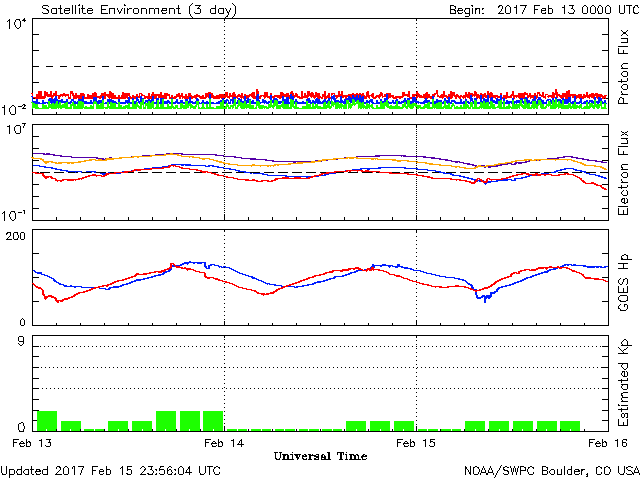 Satellite Environment (3 day) Begin: 2017 Feb 13 0000 UTC
10⁴
10⁻²
Proton Flux
10⁷
10⁻¹
Electron Flux
200
0
GOES Hp
9
0
Estimated Kp
Feb 13 Feb 14 Feb 15 Feb 16
Universal Time
Updated 2017 Feb 15 23:56:04 UTC NOAA/SWPC Boulder, CO USA